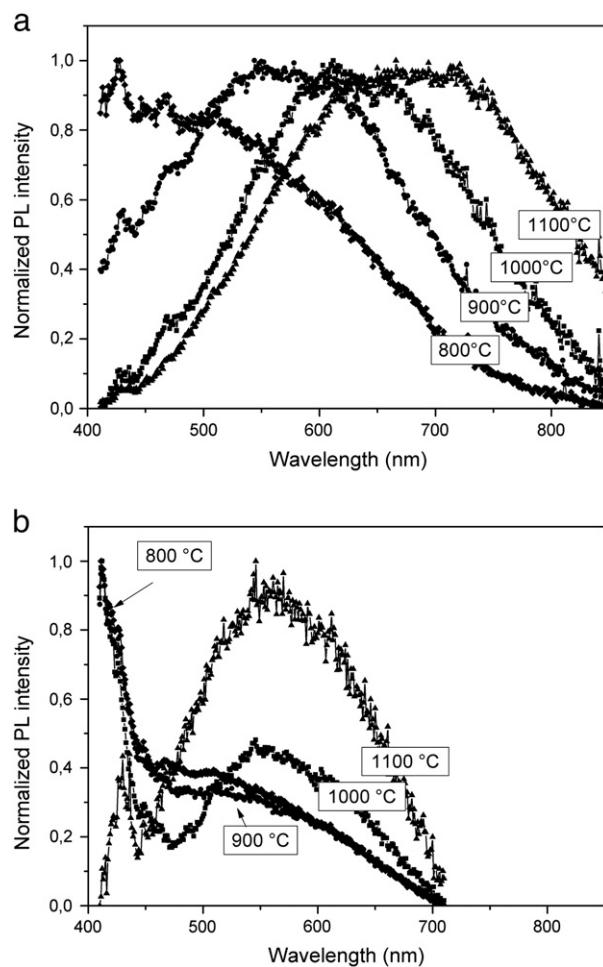 a
Normalized PL intensity
1,0
0,8
0,6
0,4
0,2
0,0
1100°C
1000°C
900°C
800°C
400 500 600 700 800
Wavelength (nm)
b
Normalized PL intensity
1,0
0,8
0,6
0,4
0,2
0,0
800 °C
1100 °C
1000 °C
900 °C
400 500 600 700 800
Wavelength (nm)